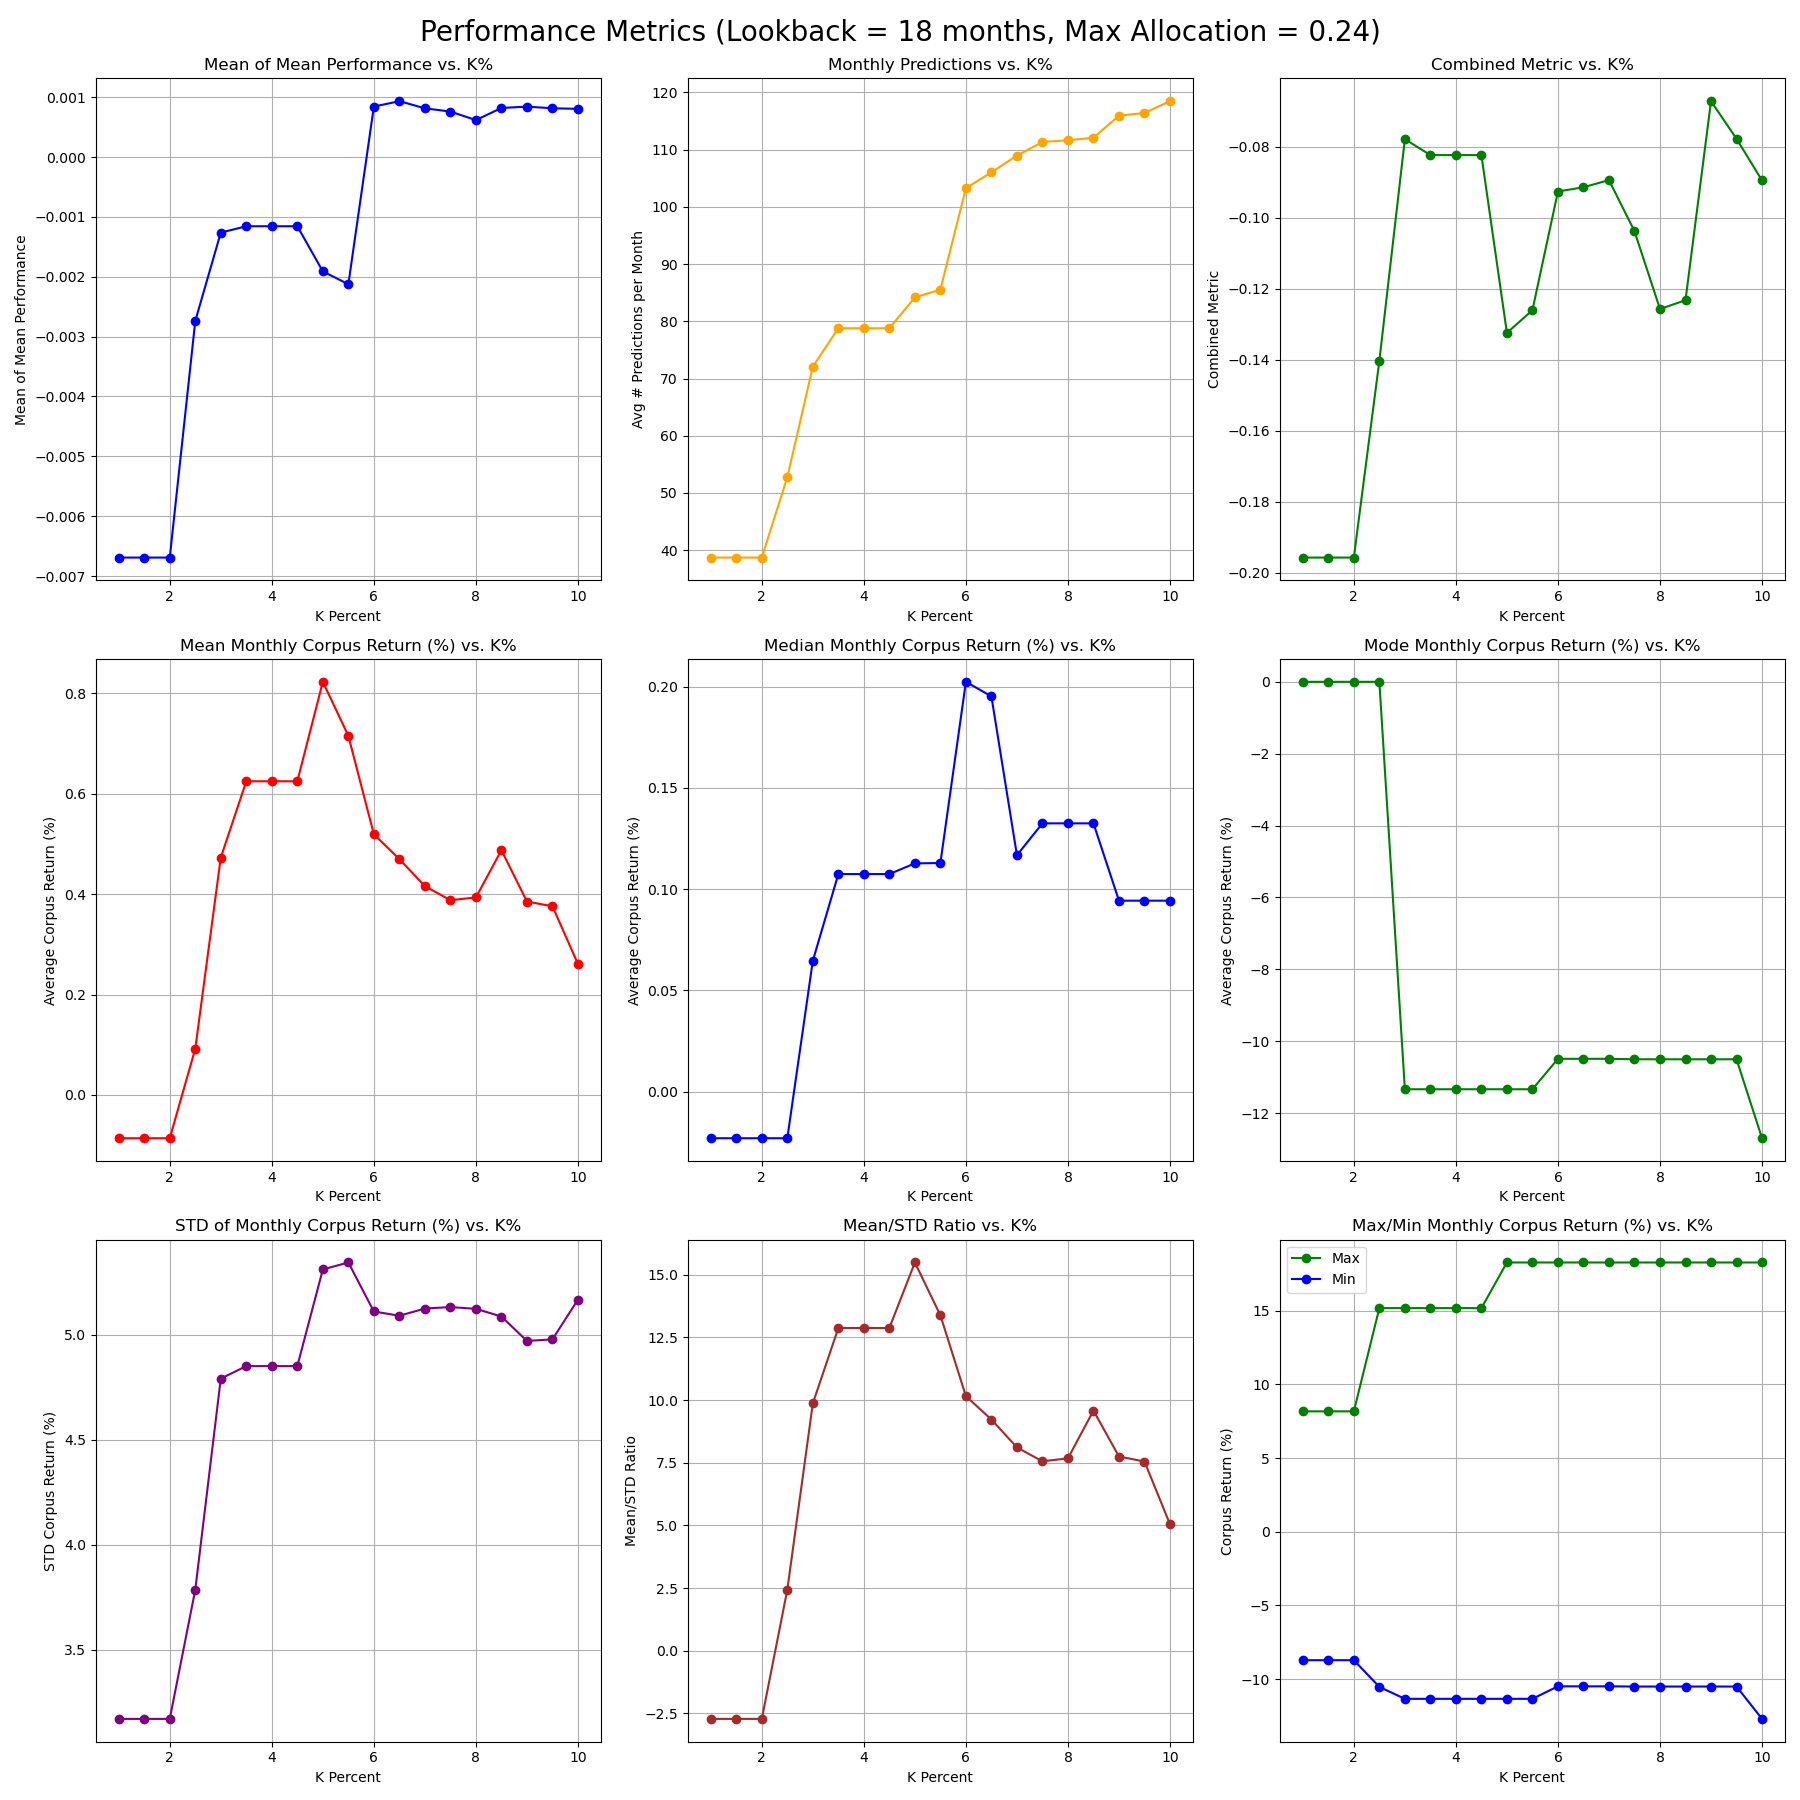 Performance Metrics (Lookback = 18 months, Max Allocation = 0.24)
Mean of Mean Performance vs. K%
Mean of Mean Performance
0.001
0.000
−0.001
−0.002
−0.003
−0.004
−0.005
−0.006
−0.007
2 4 6 8 10
K Percent
Monthly Predictions vs. K%
Avg # Predictions per Month
120
110
100
90
80
70
60
50
40
2 4 6 8 10
K Percent
Combined Metric vs. K%
Combined Metric
−0.08
−0.10
−0.12
−0.14
−0.16
−0.18
−0.20
2 4 6 8 10
K Percent
Mean Monthly Corpus Return (%) vs. K%
Average Corpus Return (%)
0.8
0.6
0.4
0.2
0.0
2 4 6 8 10
K Percent
Median Monthly Corpus Return (%) vs. K%
Average Corpus Return (%)
0.20
0.15
0.10
0.05
0.00
2 4 6 8 10
K Percent
Mode Monthly Corpus Return (%) vs. K%
Average Corpus Return (%)
0
−2
−4
−6
−8
−10
−12
2 4 6 8 10
K Percent
STD of Monthly Corpus Return (%) vs. K%
STD Corpus Return (%)
5.0
4.5
4.0
3.5
2 4 6 8 10
K Percent
Mean/STD Ratio vs. K%
Mean/STD Ratio
15.0
12.5
10.0
7.5
5.0
2.5
0.0
−2.5
2 4 6 8 10
K Percent
Max/Min Monthly Corpus Return (%) vs. K%
Max
Min
Corpus Return (%)
15
10
5
0
−5
−10
2 4 6 8 10
K Percent